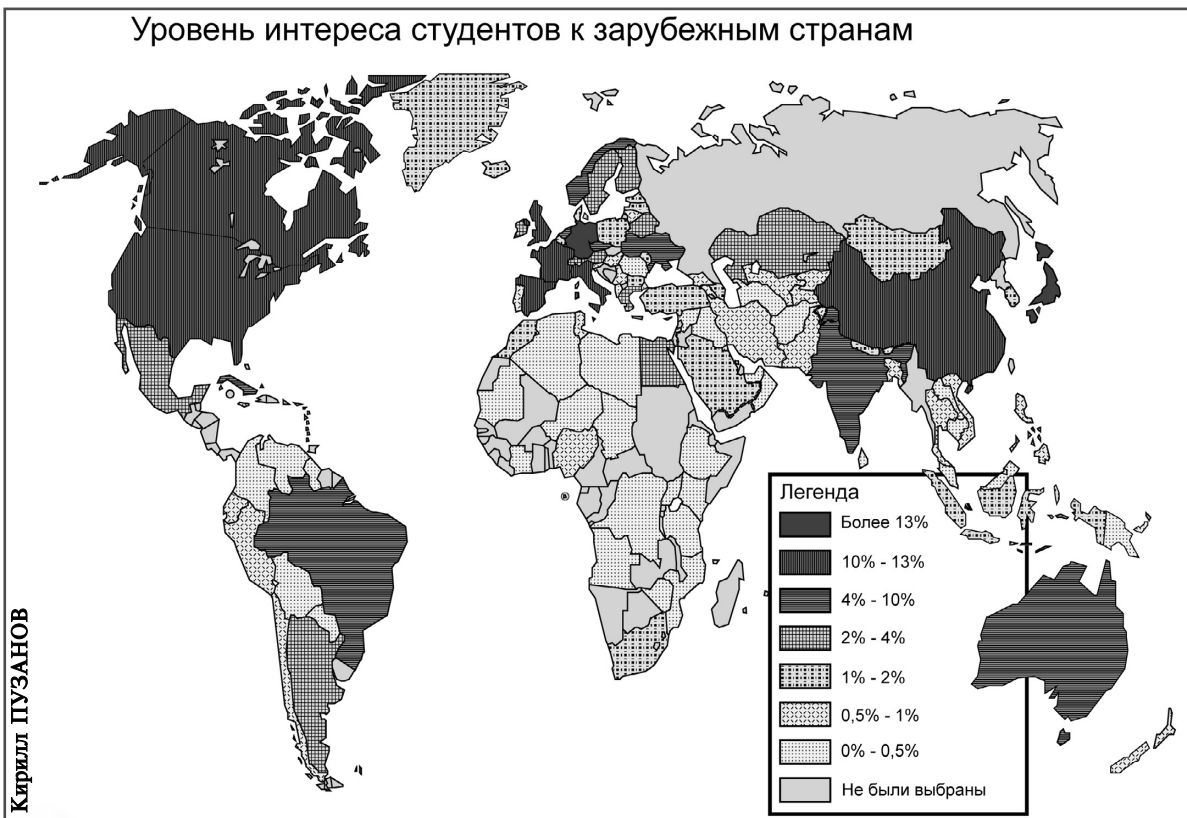 Уровень интереса студентов к зарубежным странам
Легенда
Более 13%
10% - 13%
4% - 10%
2% - 4%
1% - 2%
0,5% - 1%
0% - 0,5%
Не были выбраны
Кирилл ПУЗАНОВ